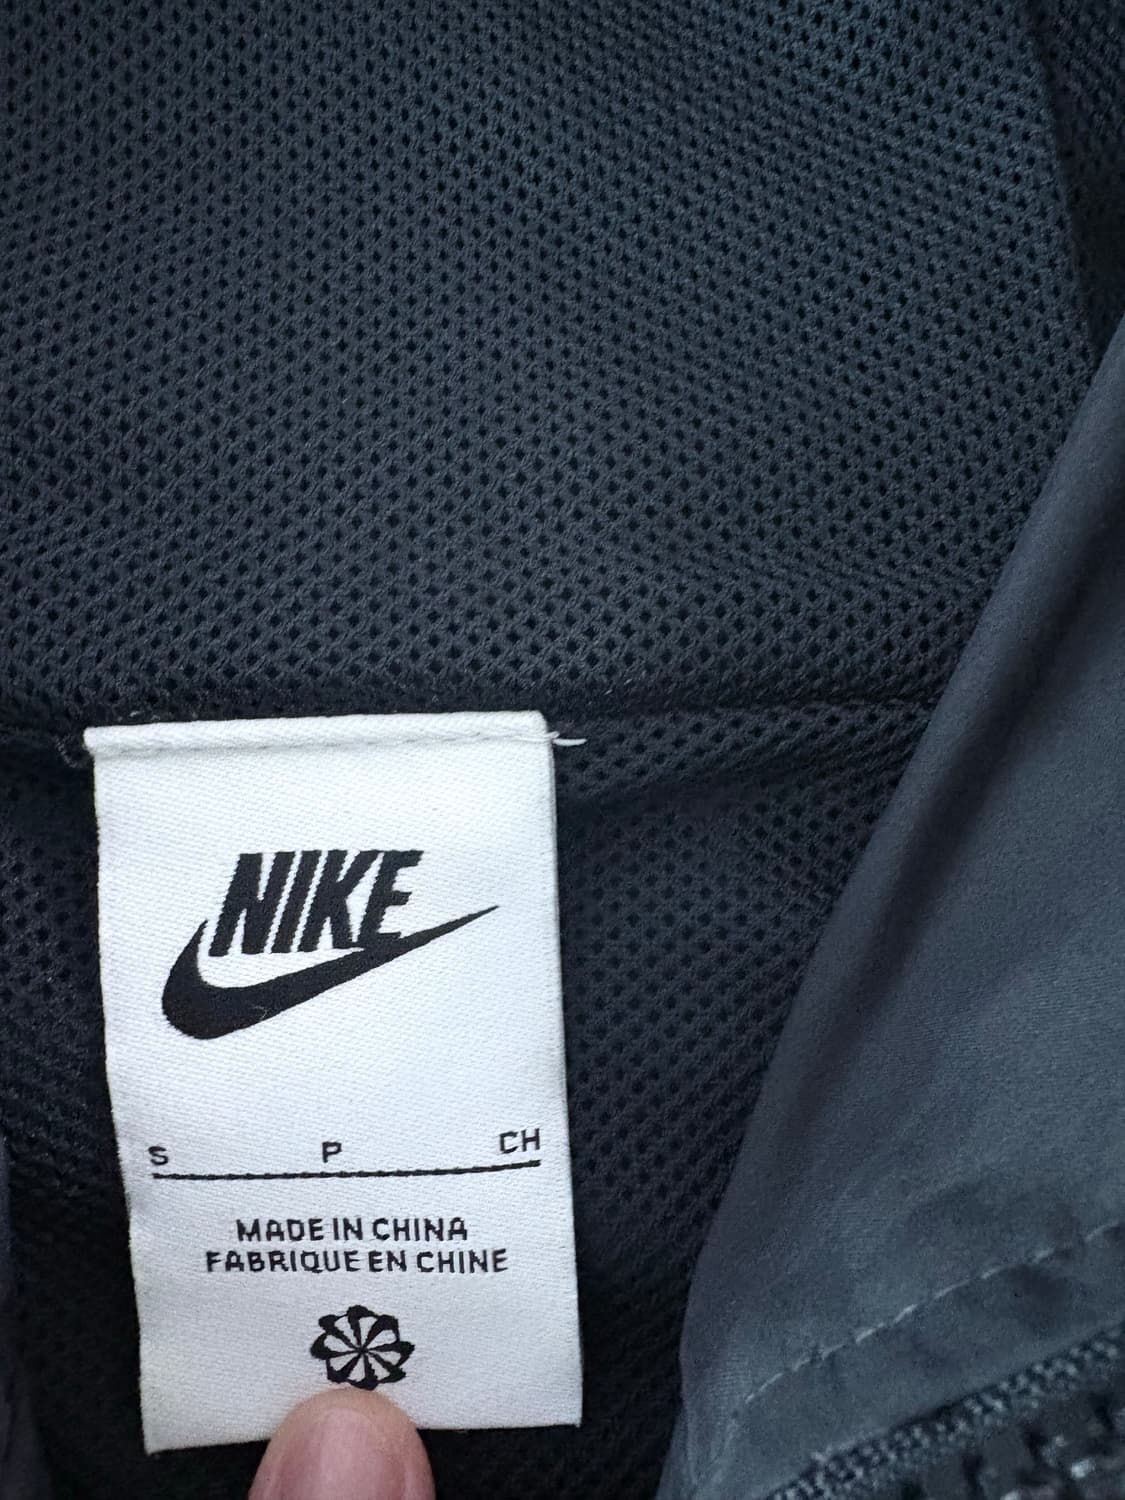 NIKE
S P CH
MADE IN CHINA
FABRIQUE EN CHINE